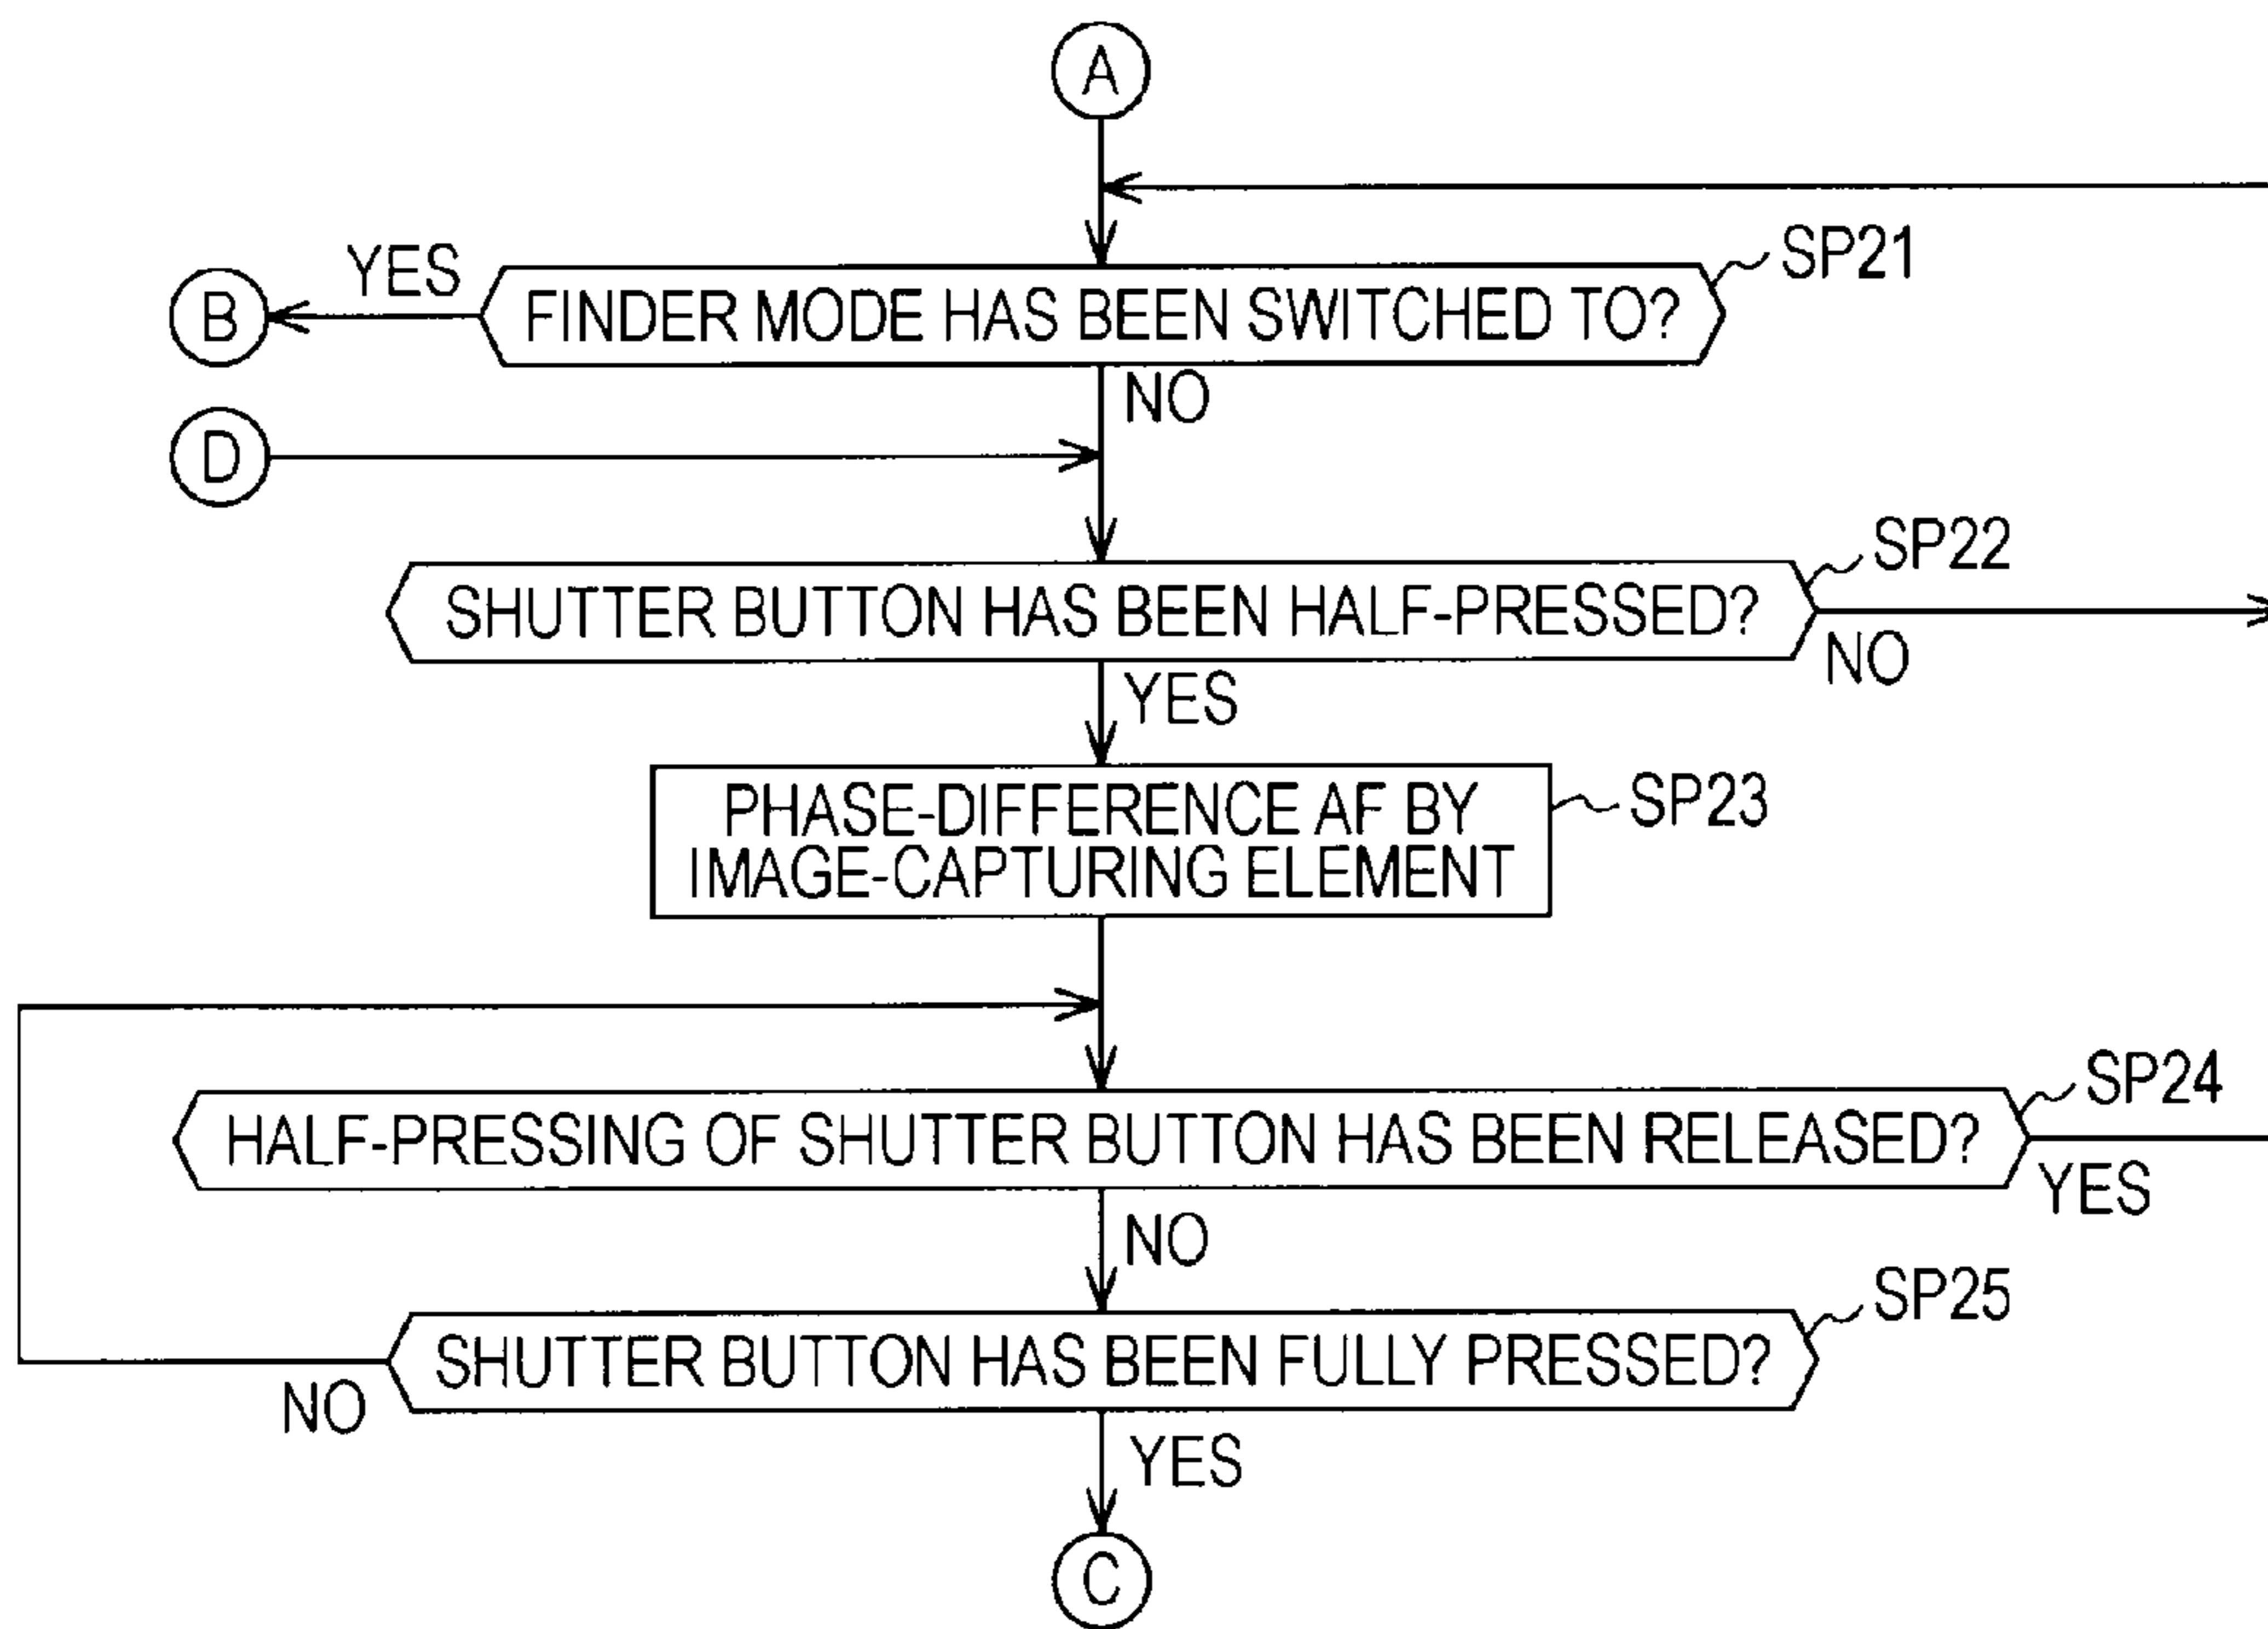 A
SP21
YES
B
FINDER MODE HAS BEEN SWITCHED TO?
NO
D
SP22
SHUTTER BUTTON HAS BEEN HALF-PRESSED?
NO
YES
PHASE-DIFFERENCE AF BY
IMAGE-CAPTURING ELEMENT
SP23
SP24
HALF-PRESSING OF SHUTTER BUTTON HAS BEEN RELEASED?
YES
NO
SP25
SHUTTER BUTTON HAS BEEN FULLY PRESSED?
NO
YES
C